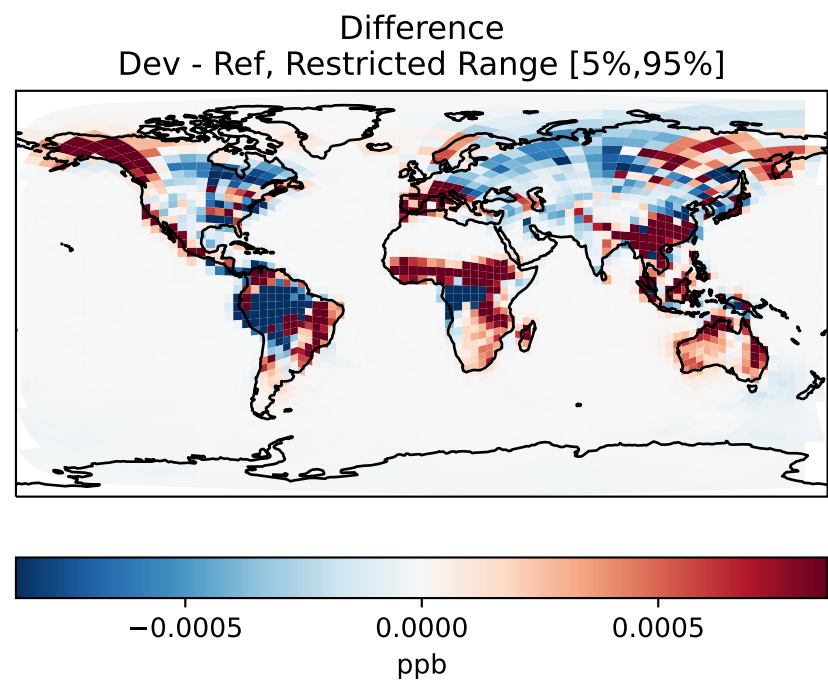 Difference
Dev - Ref, Restricted Range [5%,95%]
−0.0005 0.0000 0.0005
ppb